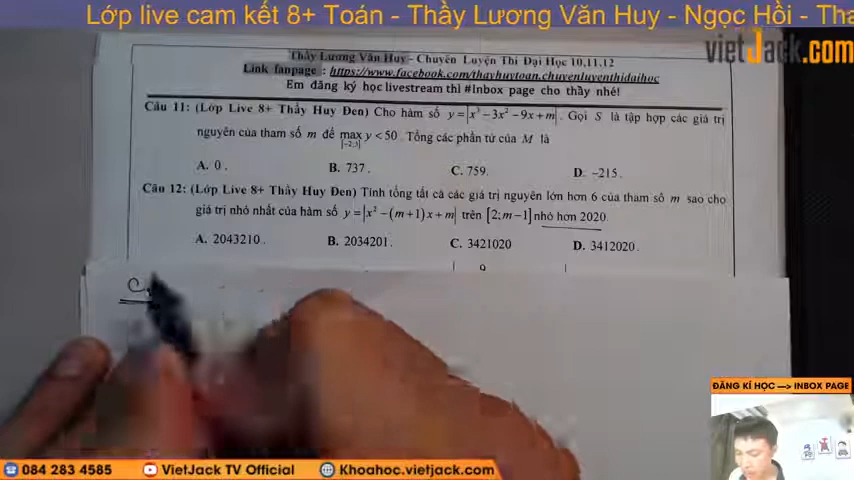 Lớp live cam kết 8+ Toán - Thầy Lương Văn Huy - Ngọc Hồi - Tha
vietJack.com
Thầy Lương Văn Huy - Chuyên Luyện Thi Đại Học 10,11,12
Link fanpage : https://www.facebook.com/thayhuytoan.chuyenluyenthidaihoc
Em đăng ký học livestream thì #Inbox page cho thầy nhé!
Câu 11: (Lớp Live 8+ Thầy Huy Đen) Cho hàm số y=|x³−3x²−9x+m|. Gọi S là tập hợp các giá trị
nguyên của tham số m để max y<50. Tổng các phần tử của M là
[−2;3]
A. 0. B. 737. C. 759. D. −215.
Câu 12: (Lớp Live 8+ Thầy Huy Đen) Tính tổng tất cả các giá trị nguyên lớn hơn 6 của tham số m sao cho
giá trị nhỏ nhất của hàm số y=|x²−(m+1)x+m| trên [2;m−1] nhỏ hơn 2020.
A. 2043210. B. 2034201. C. 3421020 D. 3412020.
9
C
ĐĂNG KÍ HỌC —> INBOX PAGE
084 283 4585 VietJack TV Official Khoahoc.vietjack.com